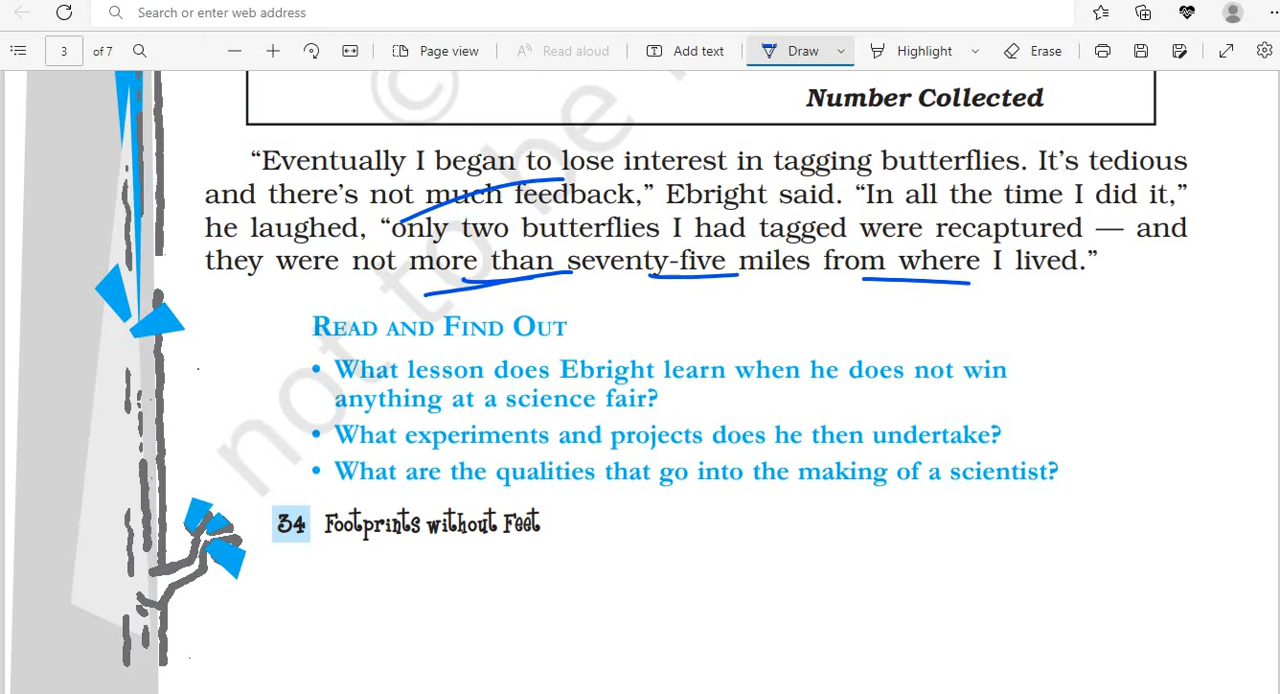 Search or enter web address
3 of 7 Page view Read aloud Add text Draw Highlight Erase
Number Collected
“Eventually I began to lose interest in tagging butterflies. It’s tedious
and there’s not much feedback,” Ebright said. “In all the time I did it,”
he laughed, “only two butterflies I had tagged were recaptured — and
they were not more than seventy-five miles from where I lived.”
READ AND FIND OUT
• What lesson does Ebright learn when he does not win
anything at a science fair?
• What experiments and projects does he then undertake?
• What are the qualities that go into the making of a scientist?
34 Footprints without Feet
© not to be